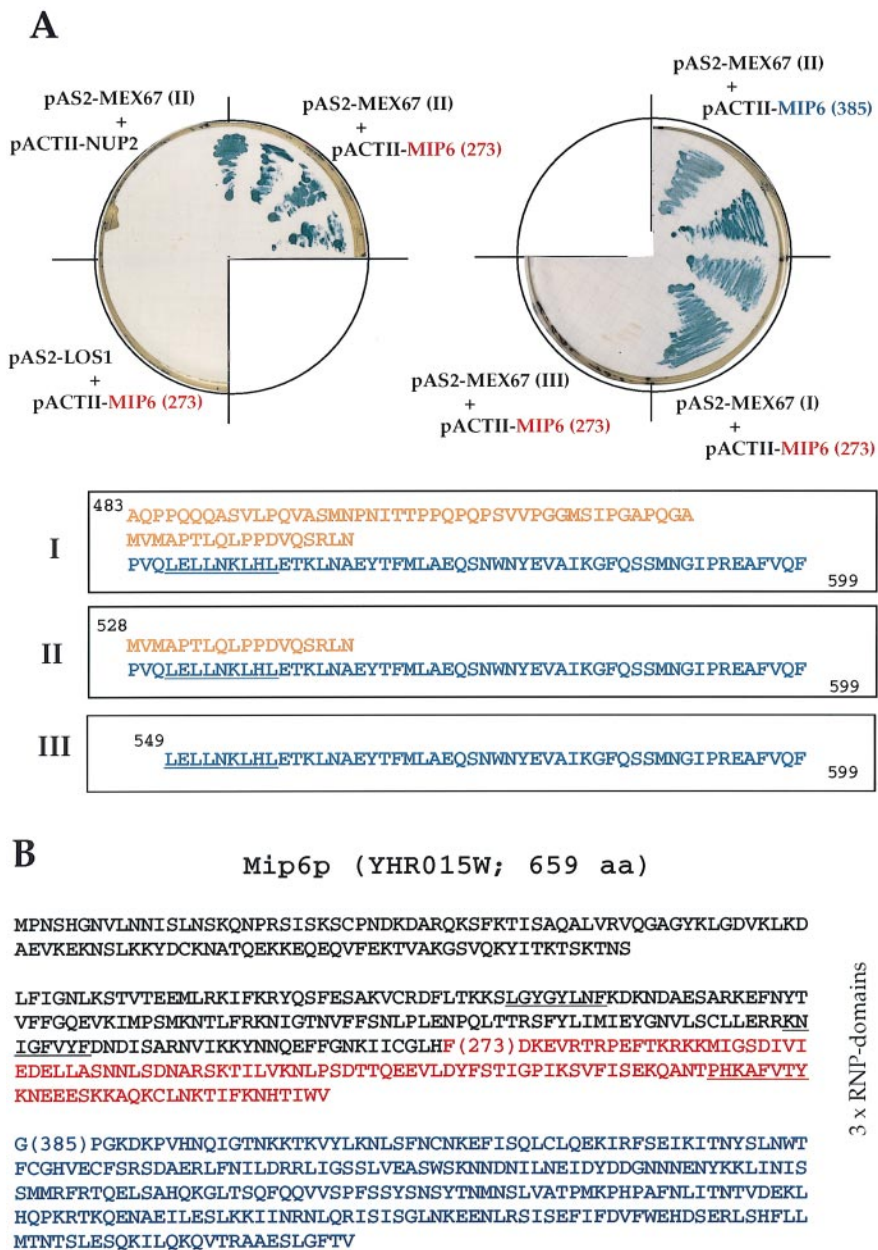 A
pAS2-MEX67 (II)
+
pACTII-NUP2
pAS2-MEX67 (II)
+
pACTII-MIP6 (273)
pAS2-MEX67 (II)
+
pACTII-MIP6 (385)
pAS2-LOS1
+
pACTII-MIP6 (273)
pAS2-MEX67 (III)
+
pACTII-MIP6 (273)
pAS2-MEX67 (I)
+
pACTII-MIP6 (273)
I
483
AQPPQQQASVLPQVASMNPNITTPPQPQPSVVPGGMSIPGAPQGA
MVMAPTLQLPPDVQSRLN
PVQLELLNKLHLETKLNAEYTFMLAEQSNWNYEVAIKGFQSSMNGIPREAFVQF
599
II
528
MVMAPTLQLPPDVQSRLN
PVQLELLNKLHLETKLNAEYTFMLAEQSNWNYEVAIKGFQSSMNGIPREAFVQF
599
III
549
LELLNKLHLETKLNAEYTFMLAEQSNWNYEVAIKGFQSSMNGIPREAFVQF
599
B
Mip6p (YHR015W; 659 aa)
MPNSHGNVLNNISLNSKQNPRSISKSCPNDKDARQKSFKTISAQALVRVQGAGYKLGDVKLKD
AEVKEKNSLKKYDCKNATQEKKEQEQVFEKTVAKGSVQKYITKTSKTNS
LFIGNLKSTVTEEMLRKIFKRYQSFESAKVCRDFLTKKSLGYGYLNFKDKNDAESARKEFNYT
VFFGQEVKIMPSMKNTLFRKNIGTNVFFSNLPLENPQLTTRSFYLIMIEYGNVLSCLLERRKN
IGFVYFDNDISARNVIKKYNNQEFFGNKIICGLHF(273)DKEVRTRPEFTKRKKMIGSDIVI
EDELLASNNLSDNARSKTILVKNLPSDTTQEEVLDYFSTIGPIKSVFISEKQANTPHKAFVTY
KNEEESKKAQKCLNKTIFKNHTIWV
G(385)PGKDKPVHNQIGTNKKTKVYLKNLSFNCNKEFISQLCLQEKIRFSEIKITNYSLNWT
FCGHVECFSRSDAERLFNILDRRLIGSSLVEASWSKNNDNILNEIDYDDGNNNENYKKLINIS
SMMRFRTQELSAHQKGLTSQFQQVVSPFSSYSNSYTNMNSLVATPMKPHPAFNLITNTVDEKL
HQPKRTKQENAEILESLKKIINRNLQRISISGLNKEENLRSISEFIFDVFWEHDSERLSHFLL
MTNTSLESQKILQKQVTRAAESLGFTV
3 x RNP-domains